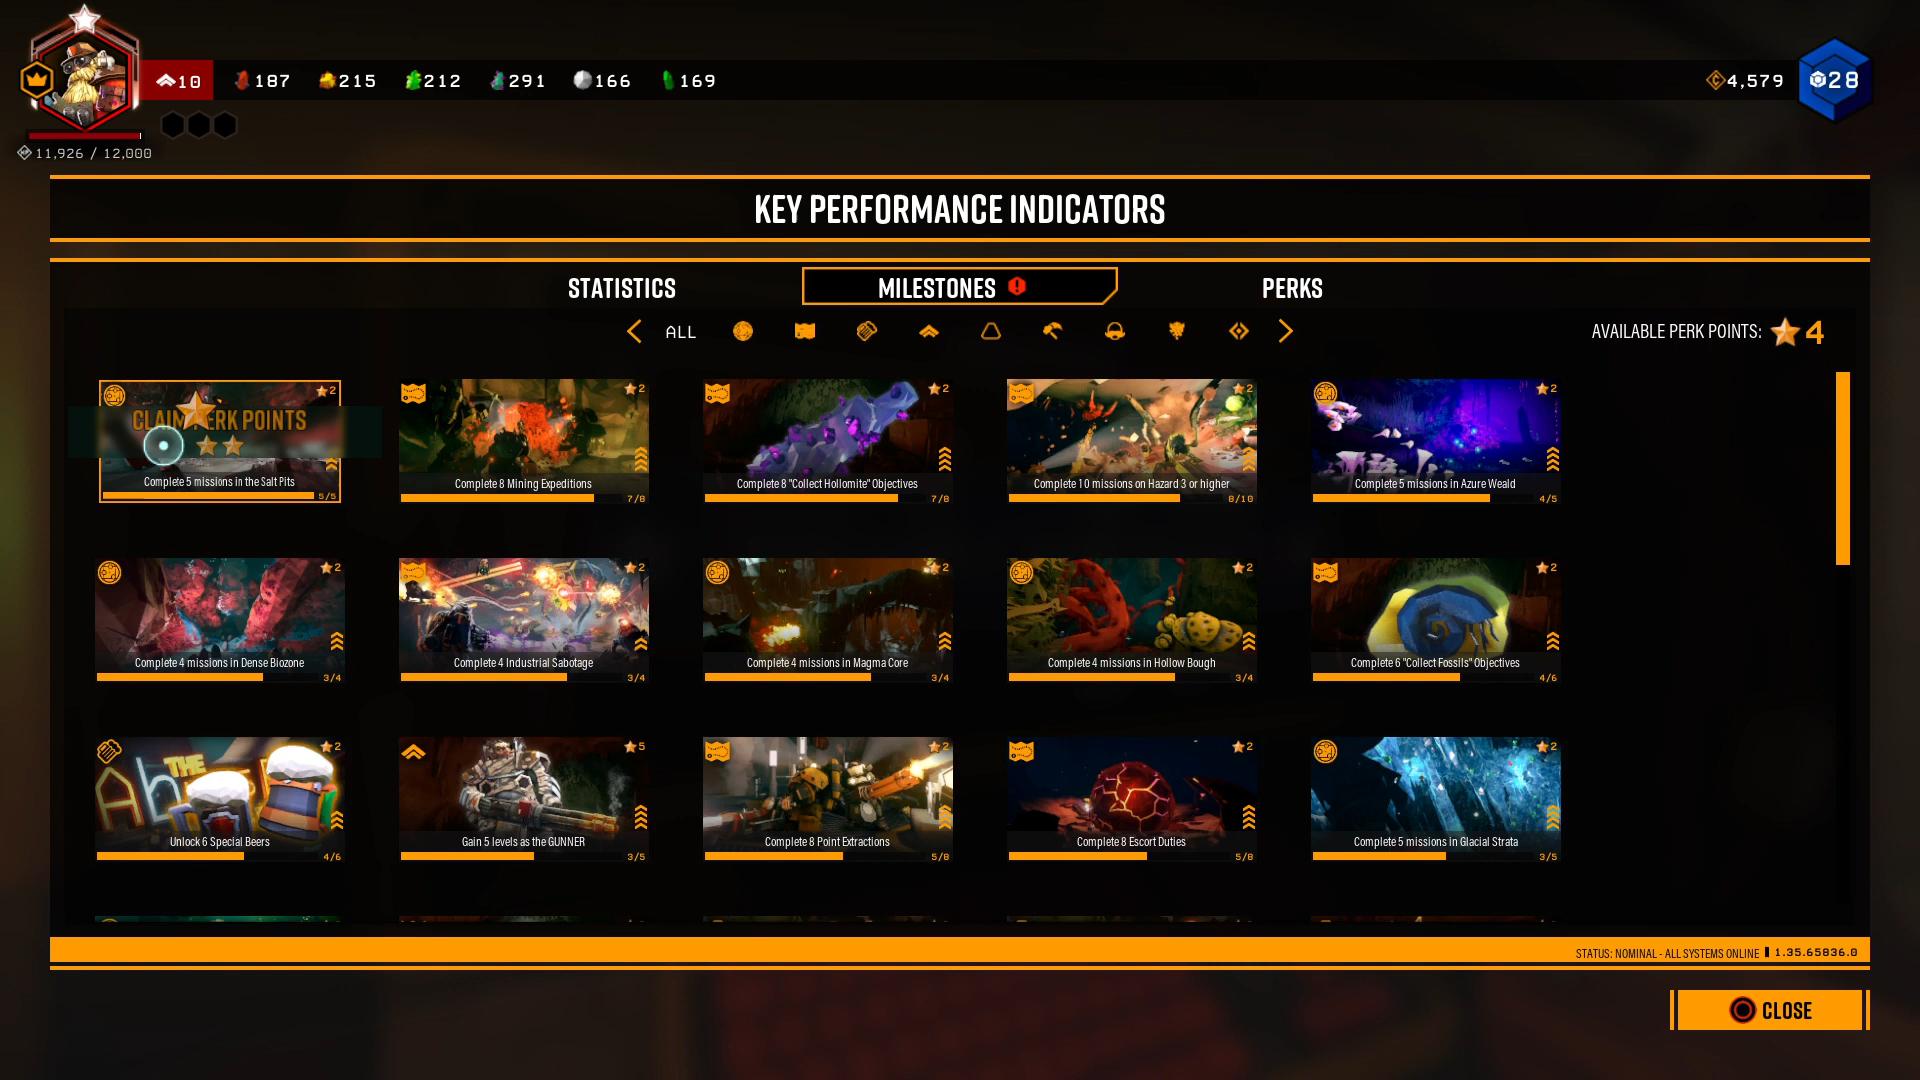 10 187 215 212 291 166 169 4,579 28
11,926 / 12,000
KEY PERFORMANCE INDICATORS
STATISTICS MILESTONES PERKS
ALL
AVAILABLE PERK POINTS: 4
2 2 2 2 2
CLAIM PERK POINTS
Complete 5 missions in the Salt Pits
5/5
Complete 8 Mining Expeditions
7/8
Complete 8 "Collect Hollomite" Objectives
7/8
Complete 10 missions on Hazard 3 or higher
8/10
Complete 5 missions in Azure Weald
4/5
2 2 2 2 2
Complete 4 missions in Dense Biozone
3/4
Complete 4 Industrial Sabotage
3/4
Complete 4 missions in Magma Core
3/4
Complete 4 missions in Hollow Bough
3/4
Complete 6 "Collect Fossils" Objectives
4/6
2 5 2 2 2
THE
Unlock 6 Special Beers
4/6
Gain 5 levels as the GUNNER
3/5
Complete 8 Point Extractions
5/8
Complete 8 Escort Duties
5/8
Complete 5 missions in Glacial Strata
3/5
STATUS: NOMINAL - ALL SYSTEMS ONLINE 1.35.65836.0
CLOSE